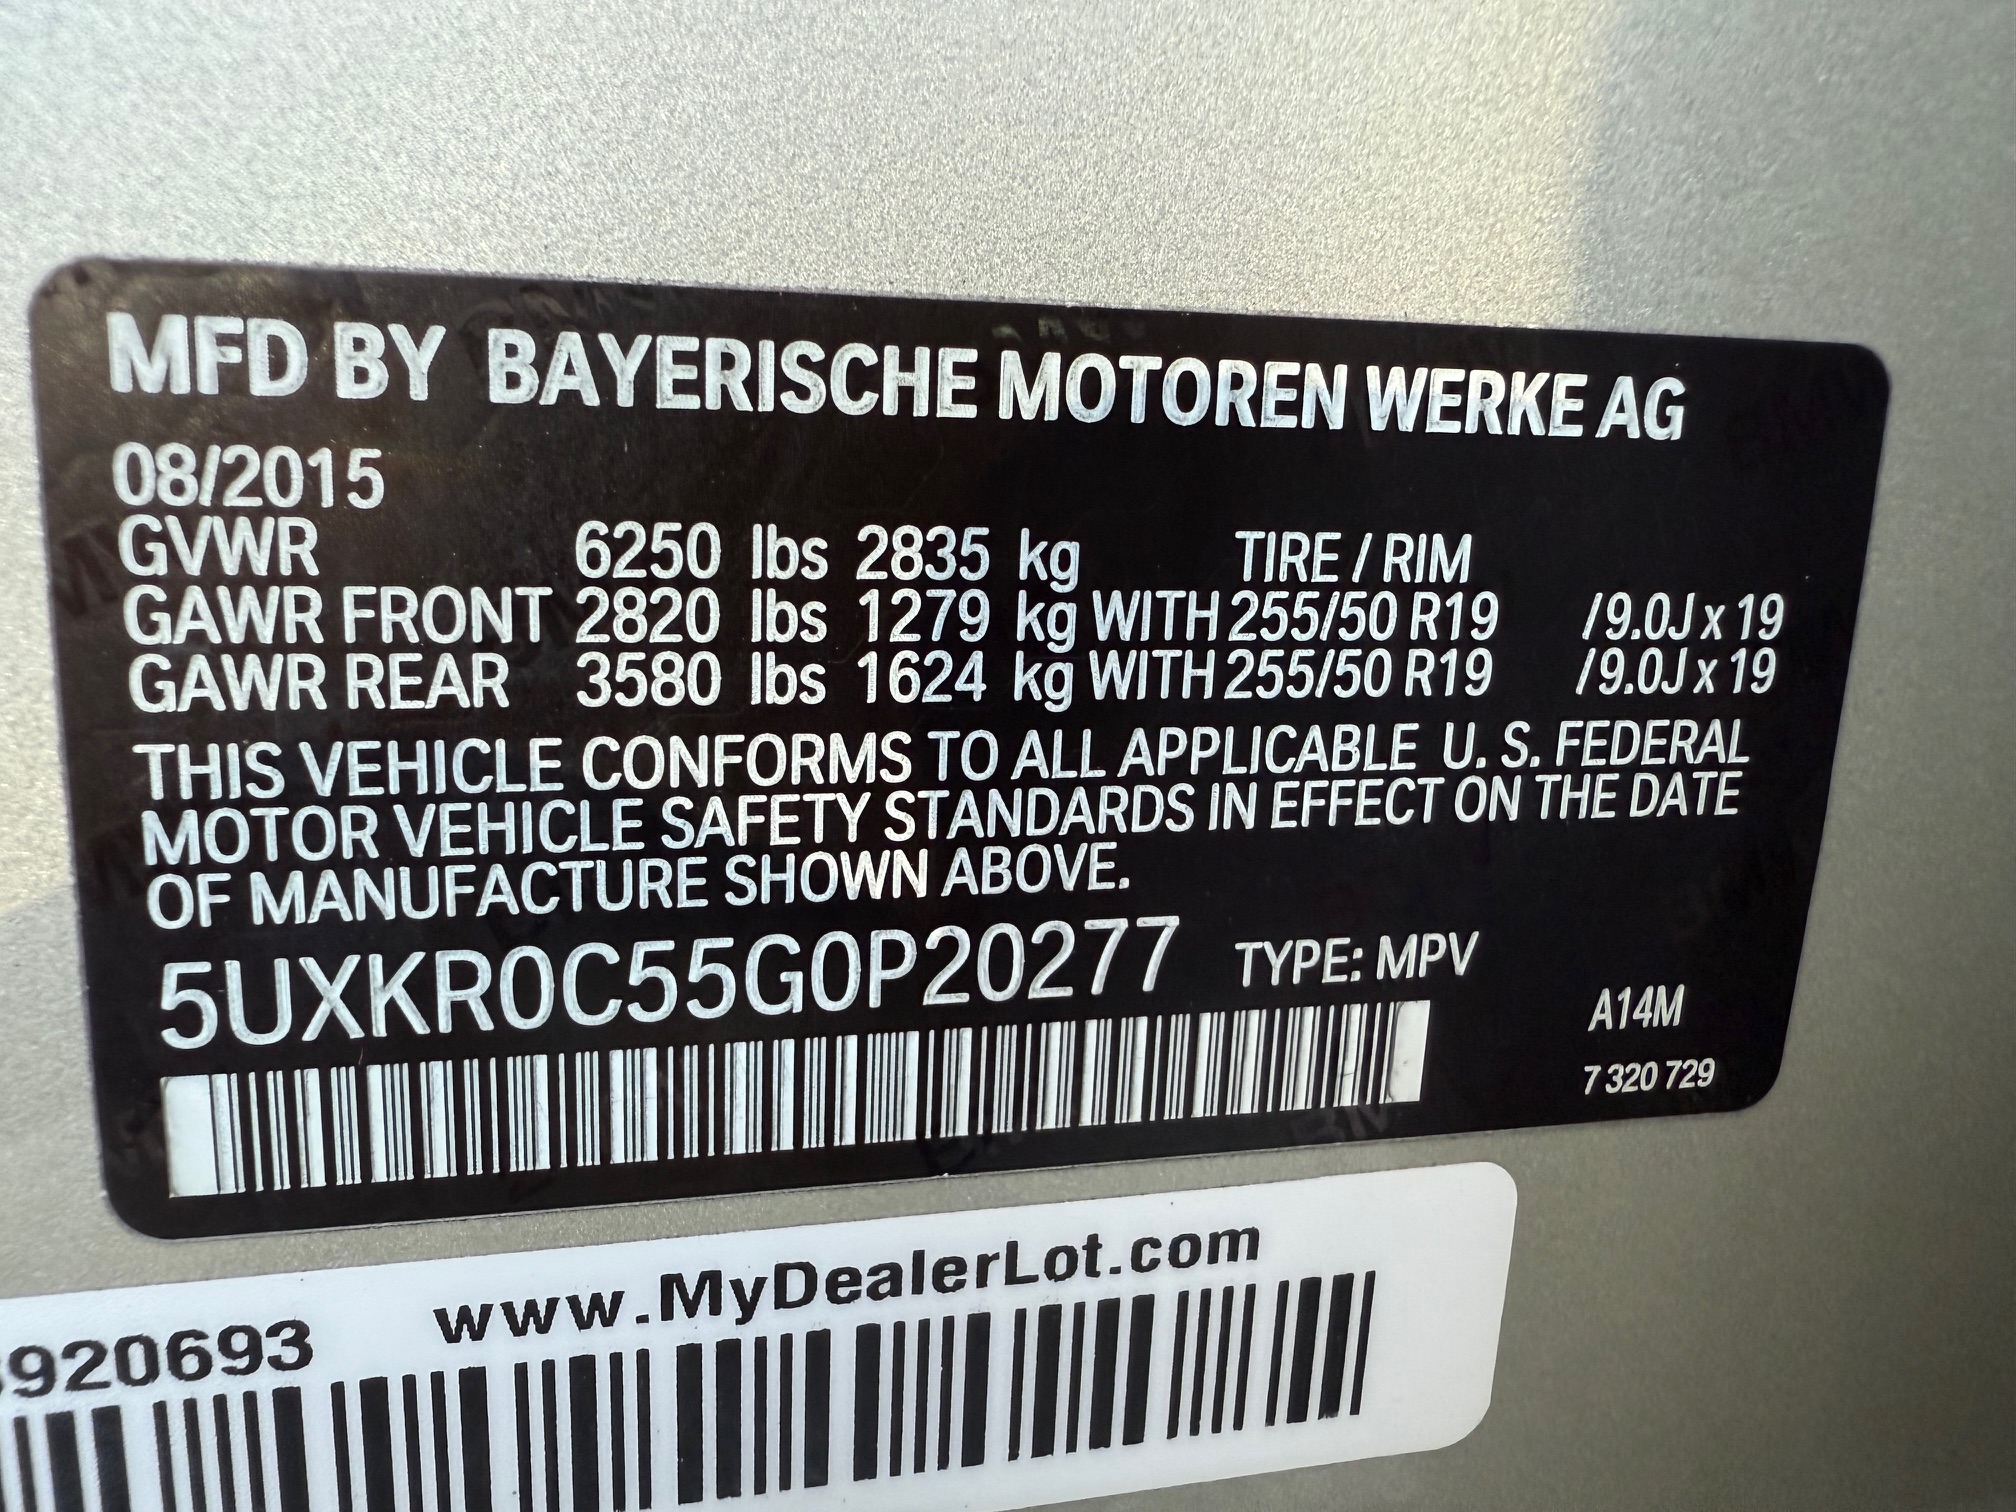 MFD BY BAYERISCHE MOTOREN WERKE AG
08/2015
GVWR 6250 lbs 2835 kg TIRE / RIM
GAWR FRONT 2820 lbs 1279 kg WITH 255/50 R19 /9.0J x 19
GAWR REAR 3580 lbs 1624 kg WITH 255/50 R19 /9.0J x 19
THIS VEHICLE CONFORMS TO ALL APPLICABLE U. S. FEDERAL
MOTOR VEHICLE SAFETY STANDARDS IN EFFECT ON THE DATE
OF MANUFACTURE SHOWN ABOVE.
5UXKR0C55G0P20277 TYPE: MPV
A14M
7 320 729
www.MyDealerLot.com
920693